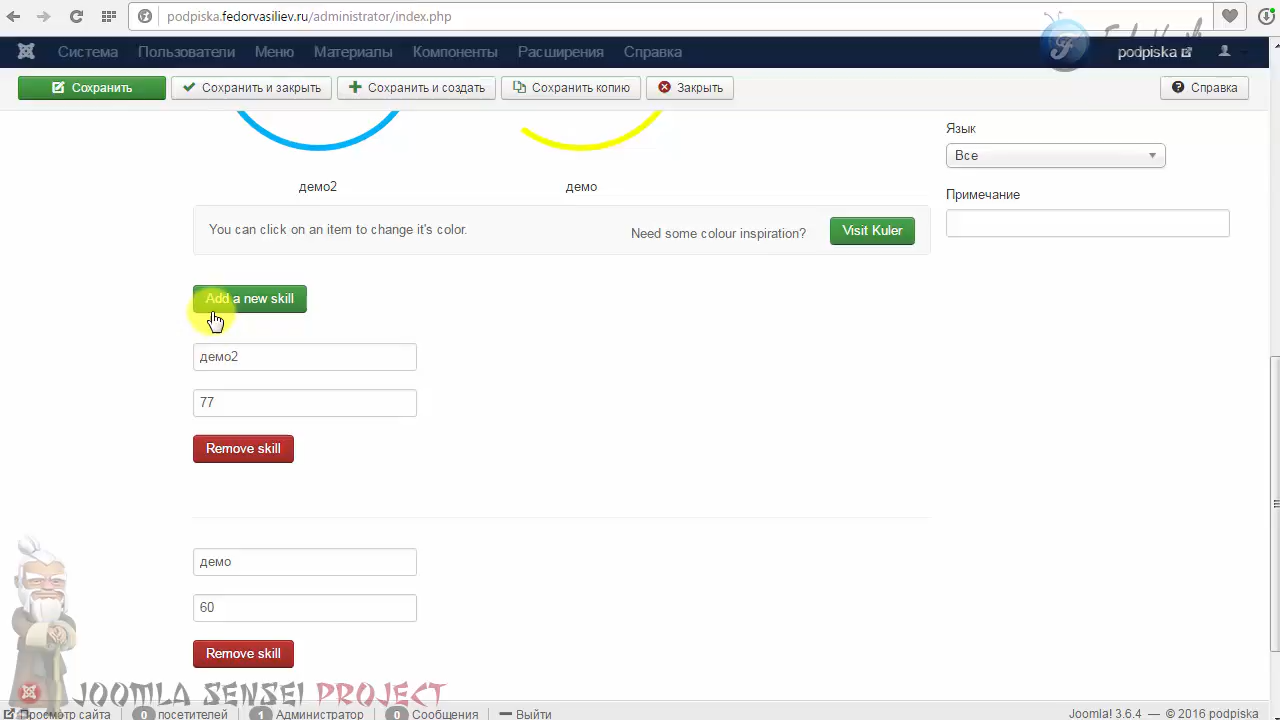 podpiska.fedorvasiliev.ru/administrator/index.php
Система Пользователи Меню Материалы Компоненты Расширения Справка podpiska
Сохранить Сохранить и закрыть Сохранить и создать Сохранить копию Закрыть Справка
Язык
Все
демо2 демо
Примечание
You can click on an item to change it's color. Need some colour inspiration? Visit Kuler
Add a new skill
демо2
77
Remove skill
демо
60
Remove skill
JOOMLA SENSEI PROJECT
Просмотр сайта 0 посетителей 1 Администратор 0 Сообщения Выйти Joomla! 3.6.4 — © 2016 podpiska